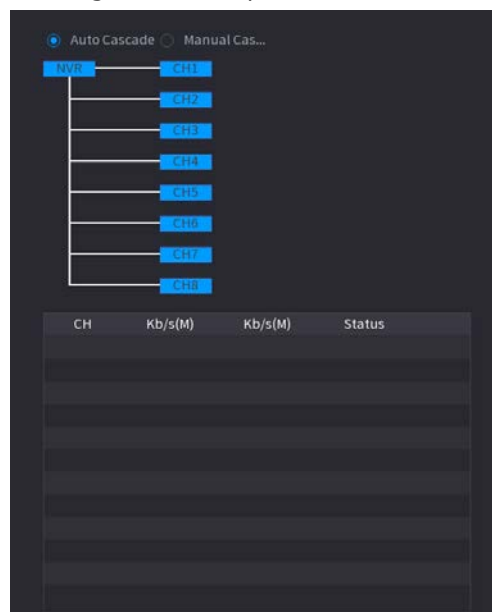 Auto Cascade Manual Cas...
NVR CH1
CH2
CH3
CH4
CH5
CH6
CH7
CH8
CH Kb/s(M) Kb/s(M) Status